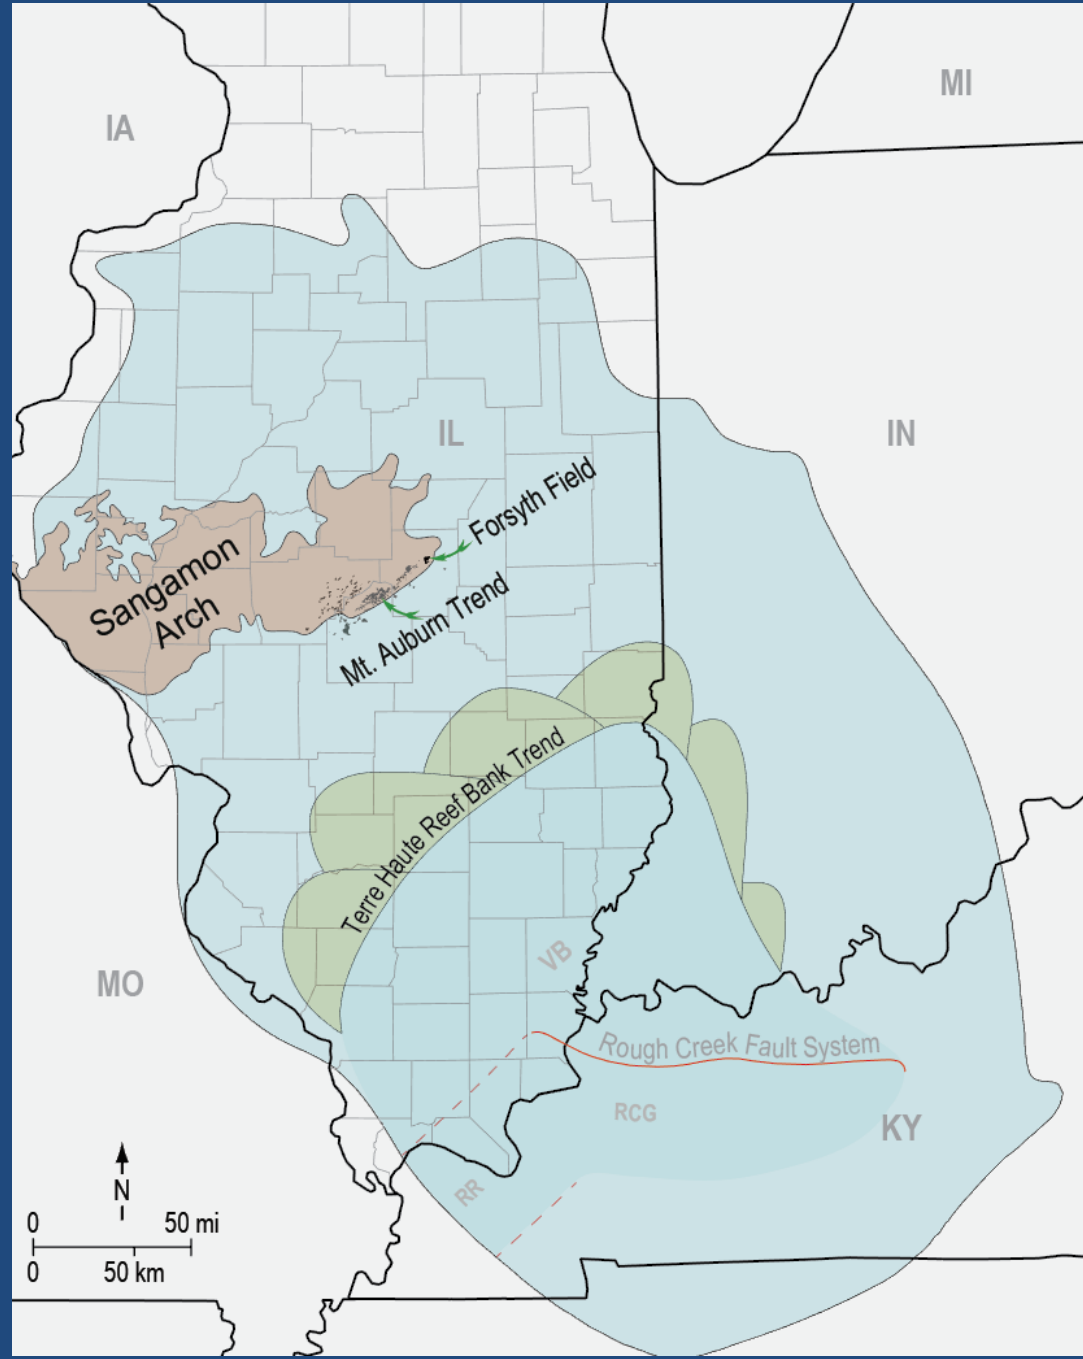 MI
IA
IL
IN
Forsyth Field
Sangamon
Arch
Mt. Auburn Trend
Terre Haute Reef Bank Trend
VB
MO
Rough Creek Fault System
RCG
KY
RR
N
0 50 mi
0 50 km